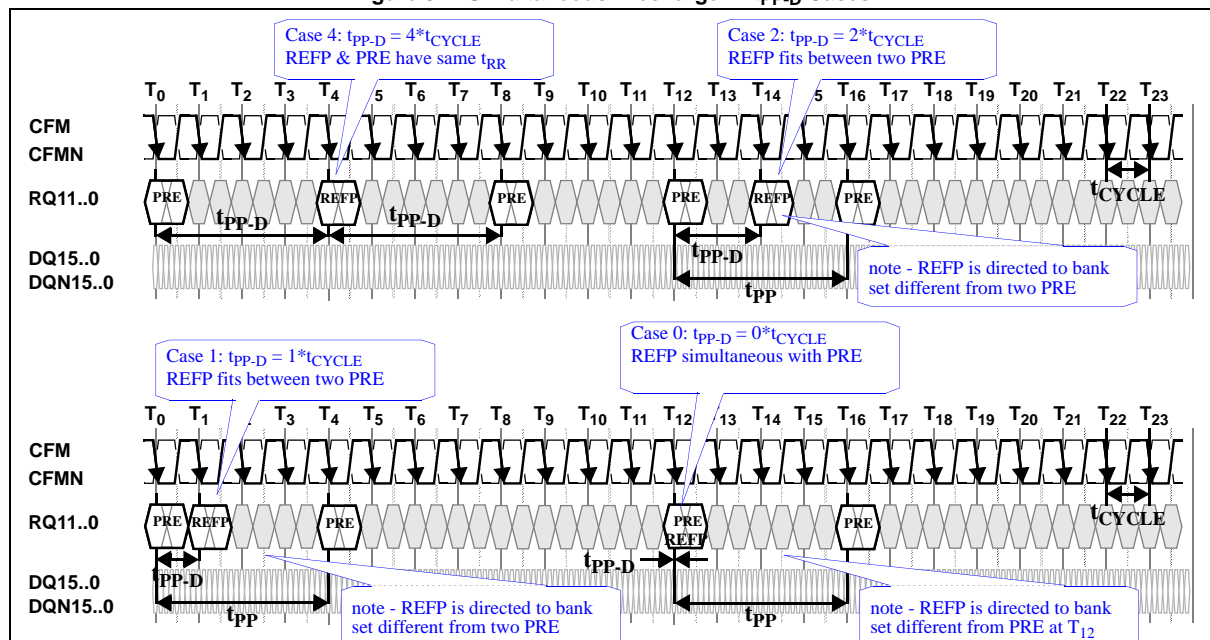 Case 4: tPP-D = 4*tCYCLE
REFP & PRE have same tRR
Case 2: tPP-D = 2*tCYCLE
REFP fits between two PRE
T0 T1 T2 T3 T4 T5 T6 T7 T8 T9 T10 T11 T12 T13 T14 15 T16 T17 T18 T19 T20 T21 T22 T23
CFM
CFMN
RQ11..0
PRE REFP PRE PRE REFP PRE
tCYCLE
tPP-D tPP-D tPP-D
DQ15..0
DQN15..0
tPP
note - REFP is directed to bank
set different from two PRE
Case 1: tPP-D = 1*tCYCLE
REFP fits between two PRE
Case 0: tPP-D = 0*tCYCLE
REFP simultaneous with PRE
T0 T1 T3 T4 T5 T6 T7 T8 T9 T10 T11 T12 T13 T14 T15 T16 T17 T18 T19 T20 T21 T22 T23
CFM
CFMN
RQ11..0
PRE REFP PRE PRE PRE
REFP
tCYCLE
tPP-D tPP-D
DQ15..0
DQN15..0
tPP tPP
note - REFP is directed to bank
set different from two PRE
note - REFP is directed to bank
set different from PRE at T12